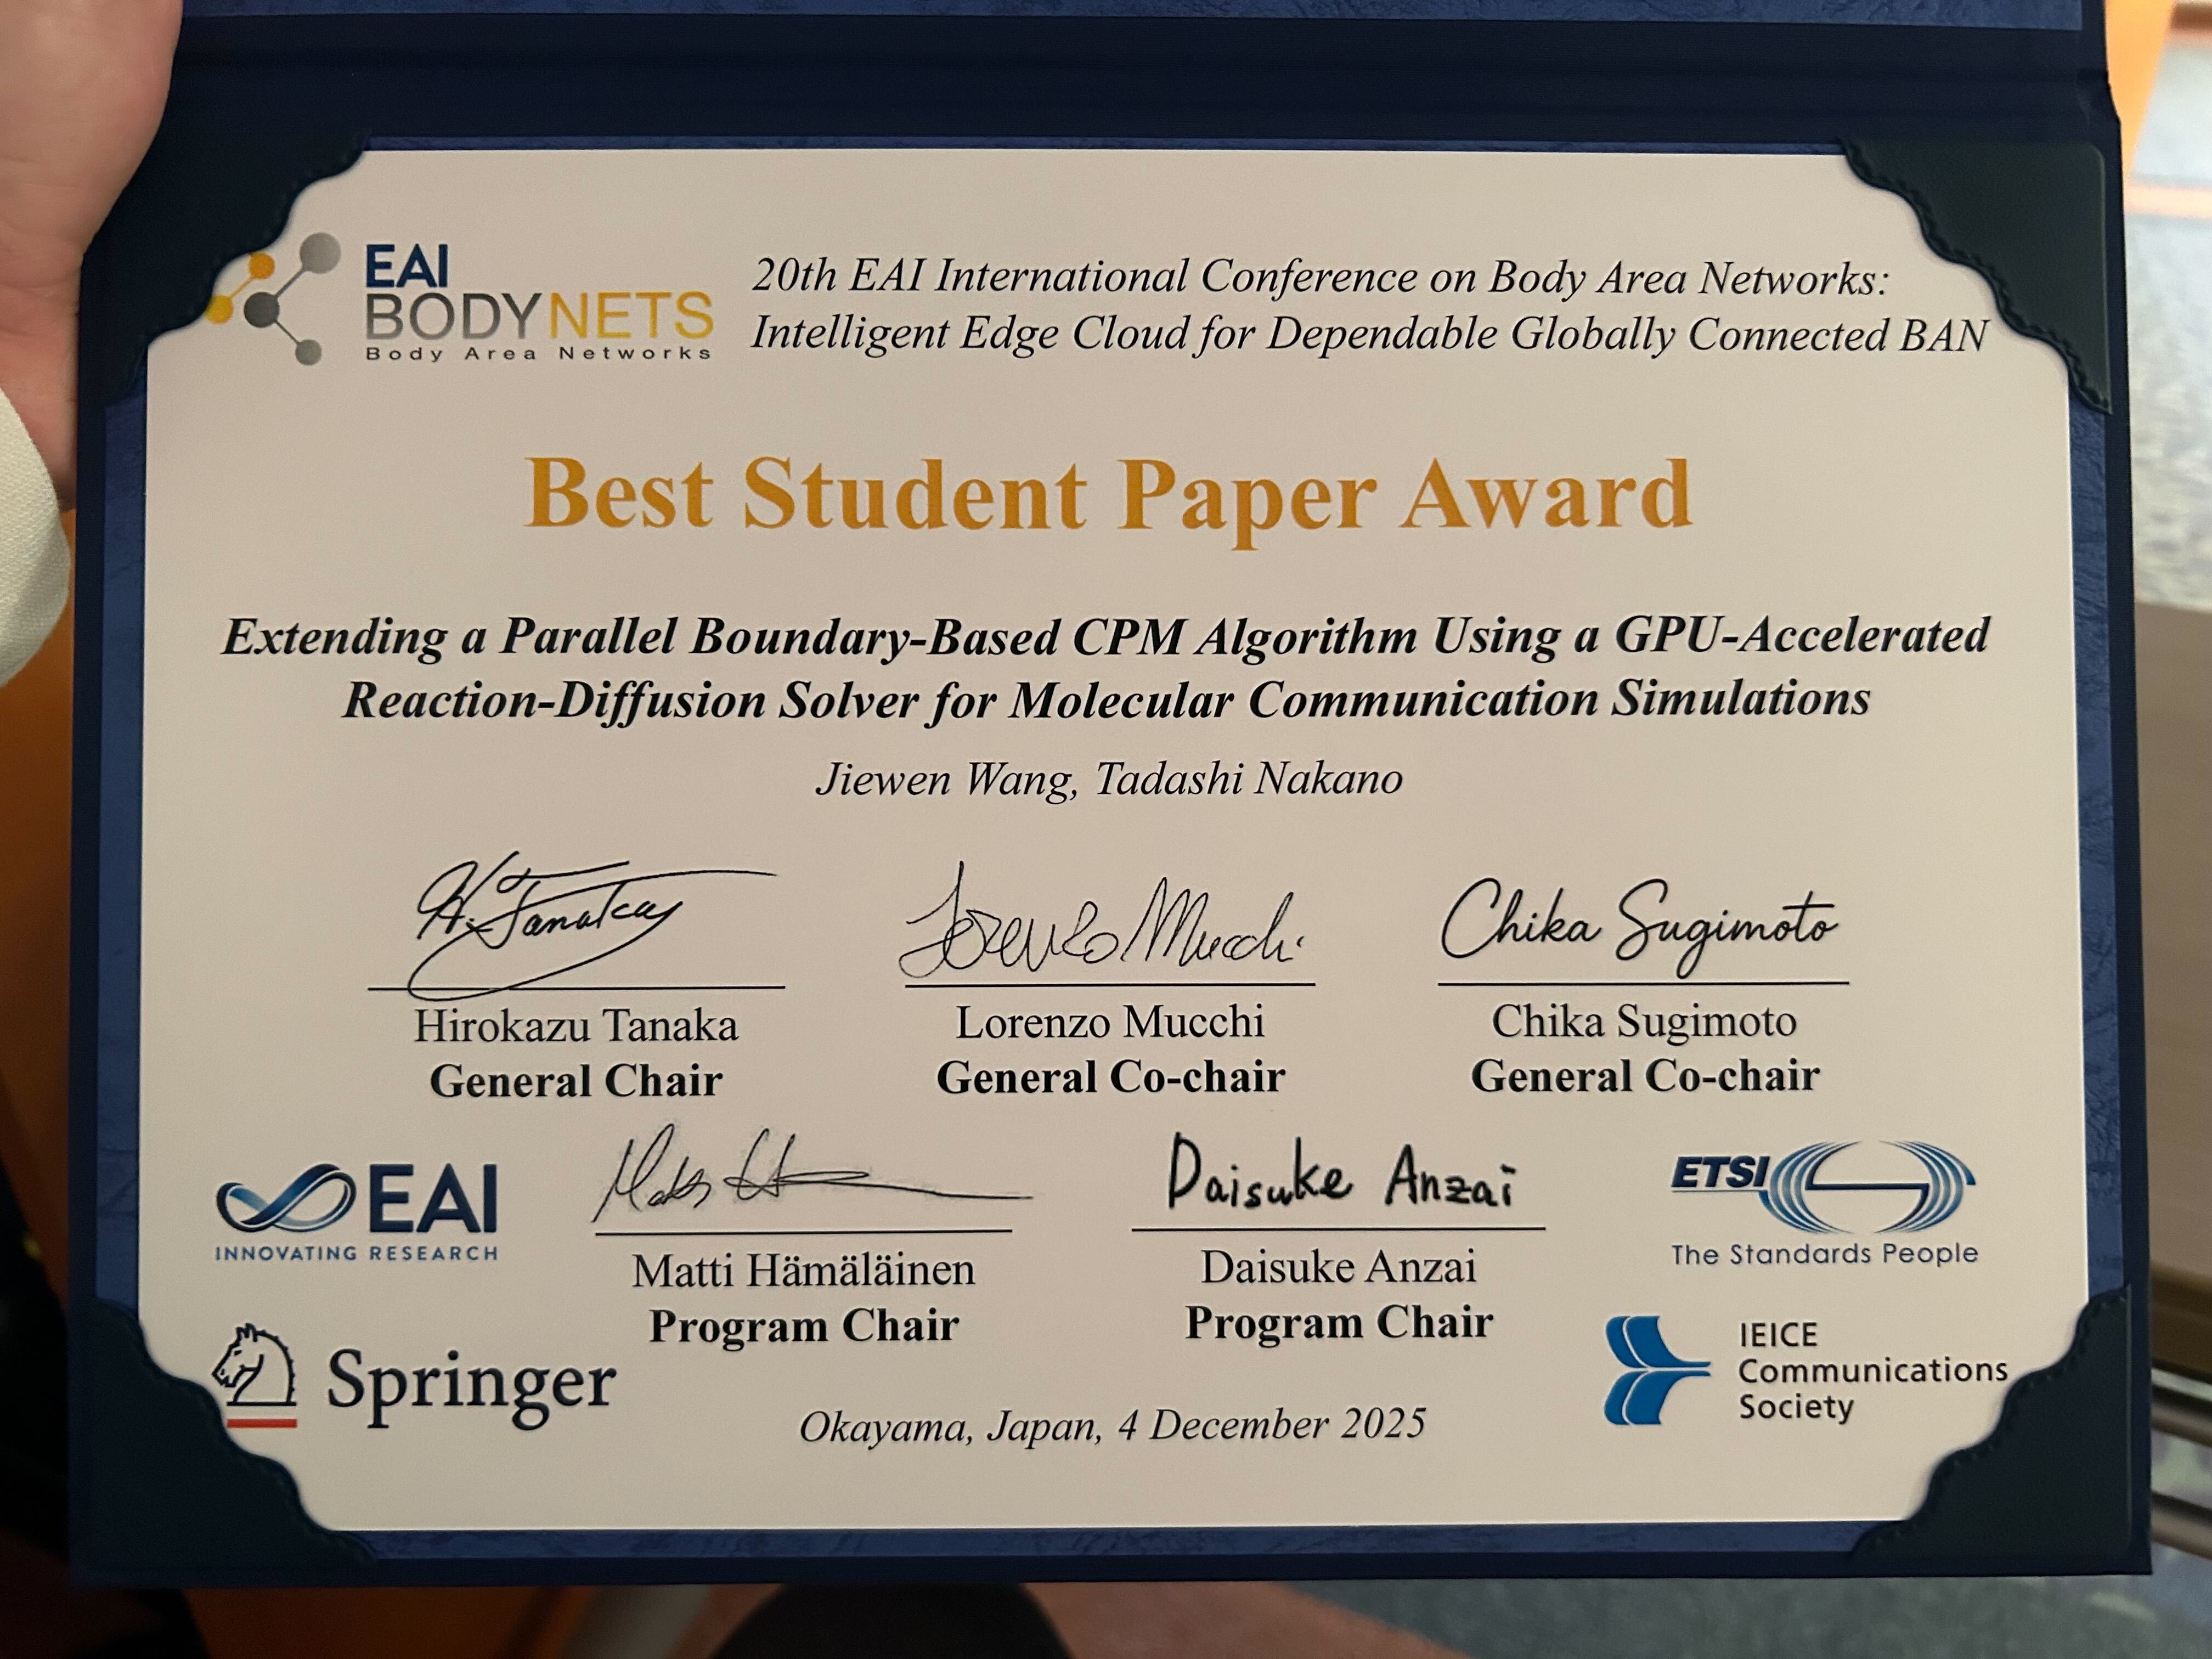 EAI
BODYNETS
Body Area Networks
20th EAI International Conference on Body Area Networks:
Intelligent Edge Cloud for Dependable Globally Connected BAN
Best Student Paper Award
Extending a Parallel Boundary-Based CPM Algorithm Using a GPU-Accelerated
Reaction-Diffusion Solver for Molecular Communication Simulations
Jiewen Wang, Tadashi Nakano
H. Tanaka
Lorenzo Mucchi
Chika Sugimoto
Hirokazu Tanaka
General Chair
Lorenzo Mucchi
General Co-chair
Chika Sugimoto
General Co-chair
Daisuke Anzai
EAI
INNOVATING RESEARCH
Matti Hämäläinen
Program Chair
Daisuke Anzai
Program Chair
ETSI
The Standards People
Springer
IEICE
Communications
Society
Okayama, Japan, 4 December 2025